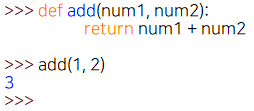 >>> def add(num1, num2):
            return num1 + num2

>>> add(1, 2)
3
>>>